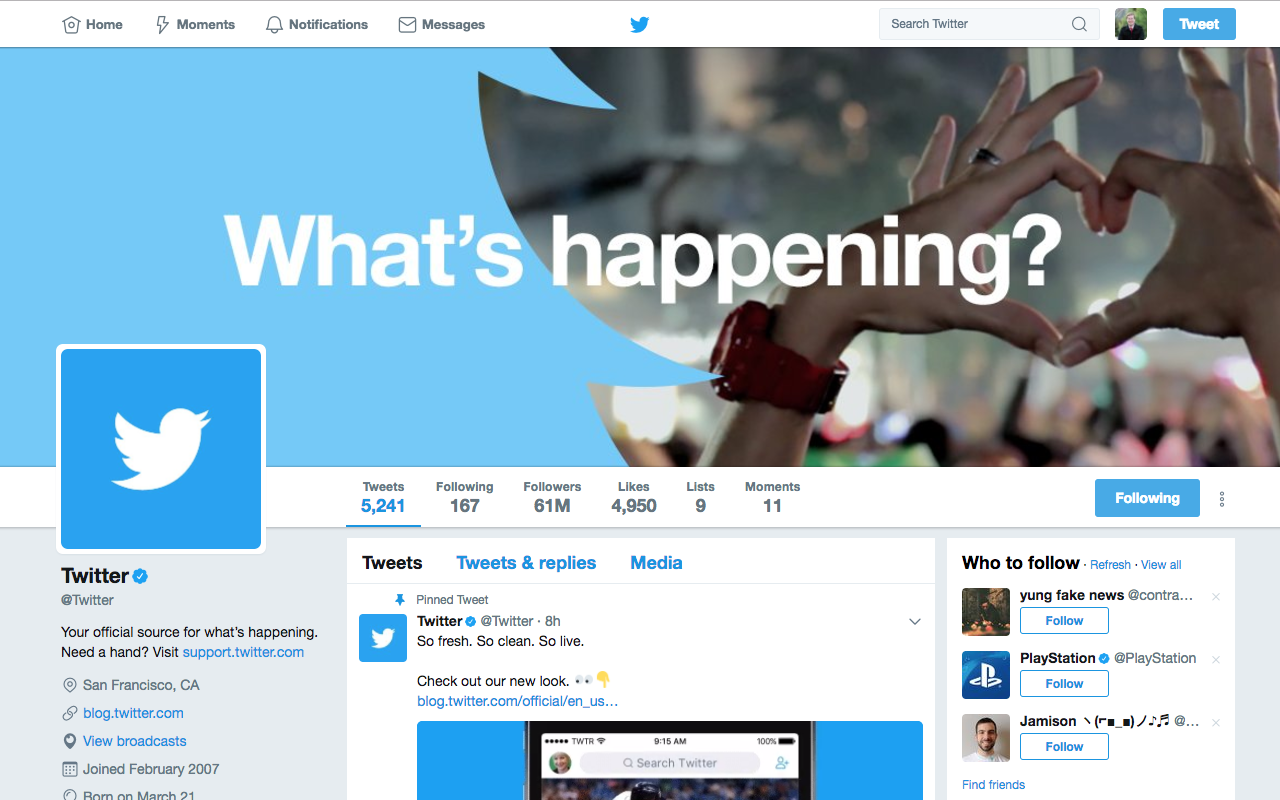 Home Moments Notifications Messages Search Twitter Tweet
What's happening?
Tweets Following Followers Likes Lists Moments
5,241 167 61M 4,950 9 11
Following
Twitter
@Twitter
Your official source for what's happening.
Need a hand? Visit support.twitter.com
San Francisco, CA
blog.twitter.com
View broadcasts
Joined February 2007
Born on March 21
Tweets Tweets & replies Media
Pinned Tweet
Twitter @Twitter · 8h
So fresh. So clean. So live.
Check out our new look. 👀👇
blog.twitter.com/official/en_us…
TWTR 9:15 AM 100%
Search Twitter
Who to follow · Refresh · View all
yung fake news @contra…
Follow
PlayStation @PlayStation
Follow
Jamison ヽ(⌐■_■)ノ♪♬ @…
Follow
Find friends